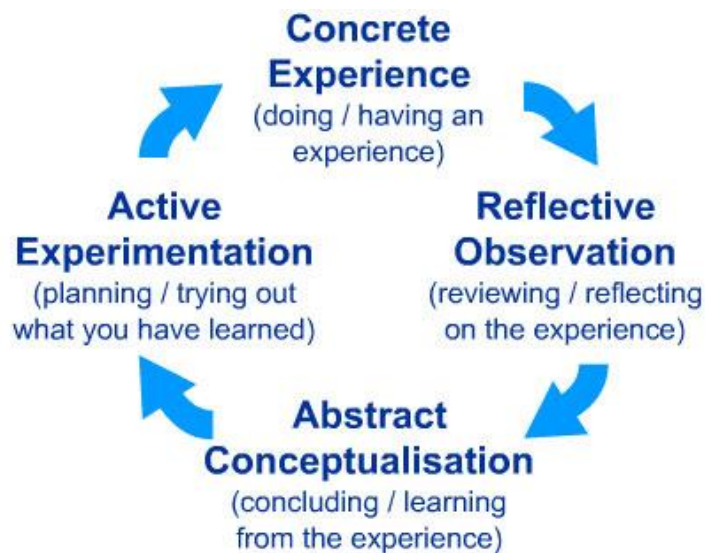 Concrete
Experience
(doing / having an
experience)
Reflective
Observation
(reviewing / reflecting
on the experience)
Abstract
Conceptualisation
(concluding / learning
from the experience)
Active
Experimentation
(planning / trying out
what you have learned)